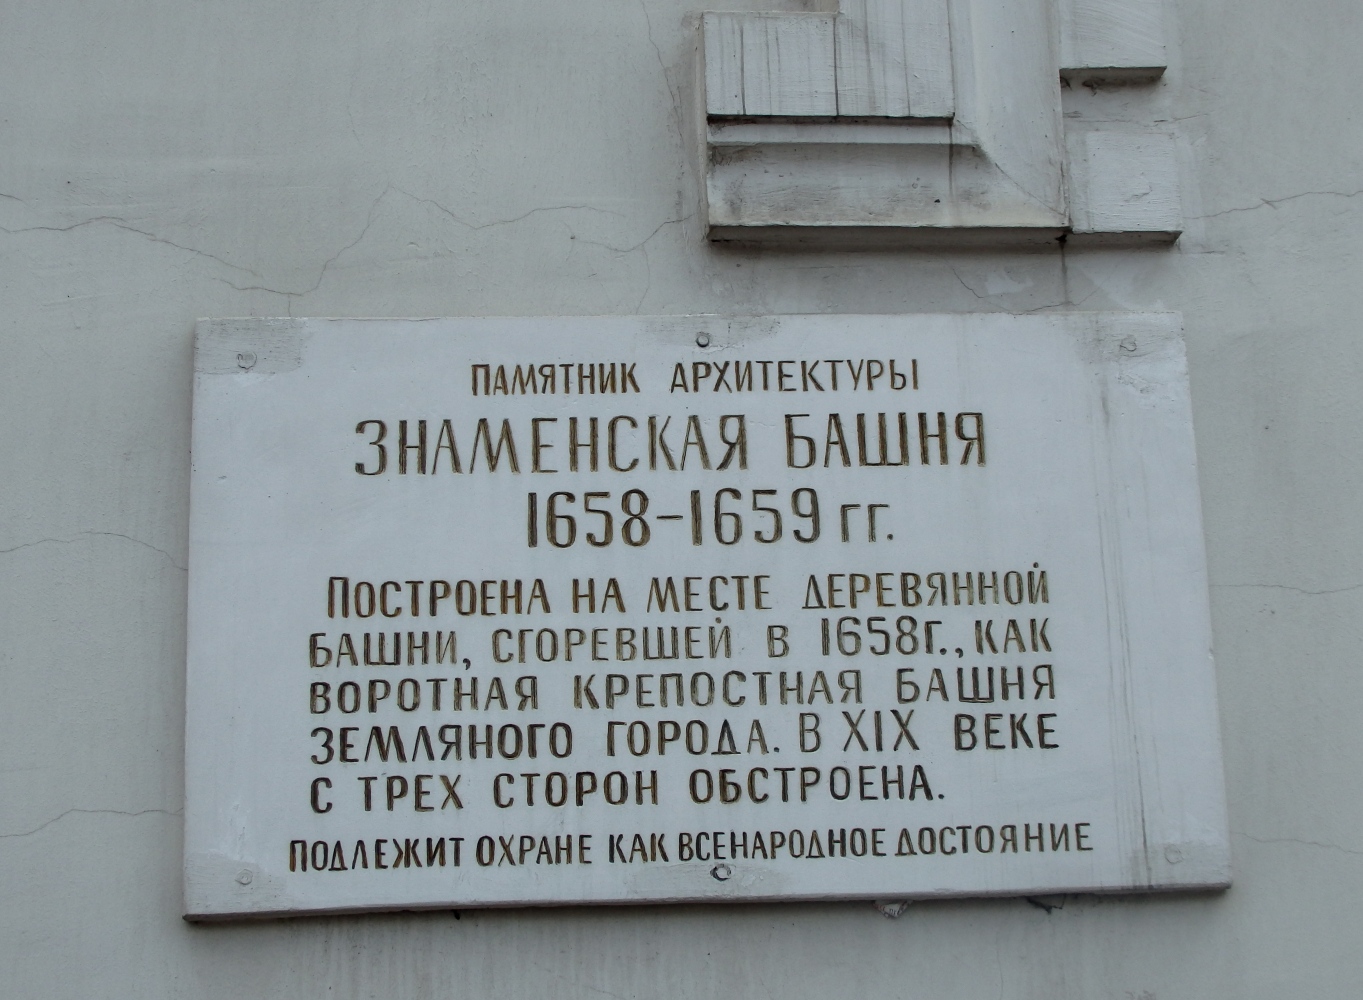 ПАМЯТНИК АРХИТЕКТУРЫ
ЗНАМЕНСКАЯ БАШНЯ
1658-1659 гг.
ПОСТРОЕНА НА МЕСТЕ ДЕРЕВЯННОЙ
БАШНИ, СГОРЕВШЕЙ В 1658г., КАК
ВОРОТНАЯ КРЕПОСТНАЯ БАШНЯ
ЗЕМЛЯНОГО ГОРОДА. В XIX ВЕКЕ
С ТРЕХ СТОРОН ОБСТРОЕНА.
ПОДЛЕЖИТ ОХРАНЕ КАК ВСЕНАРОДНОЕ ДОСТОЯНИЕ